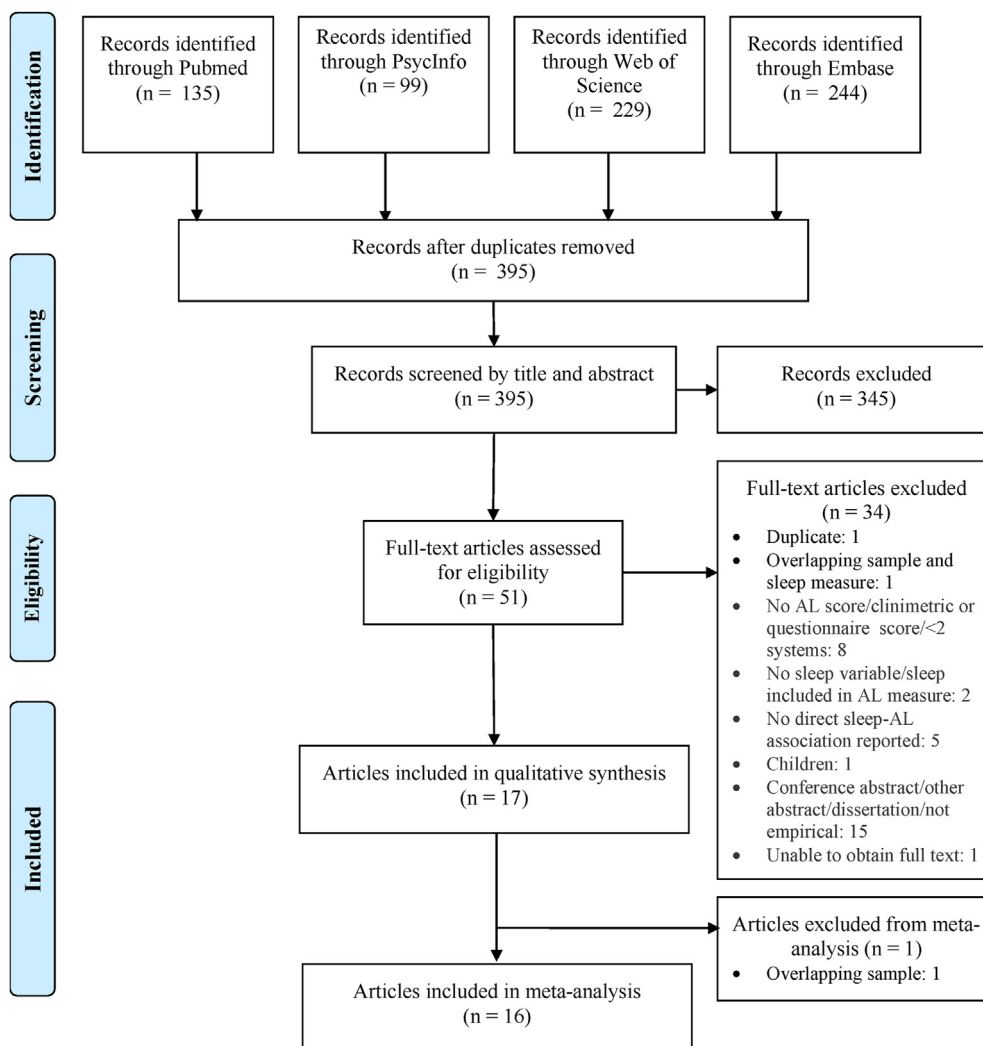 Identification
Records identified
through Pubmed
(n = 135)
Records identified
through PsycInfo
(n = 99)
Records identified
through Web of
Science
(n = 229)
Records identified
through Embase
(n = 244)
Records after duplicates removed
(n = 395)
Screening
Records screened by title and abstract
(n = 395)
Records excluded
(n = 345)
Eligibility
Full-text articles assessed
for eligibility
(n = 51)
Full-text articles excluded
(n = 34)
• Duplicate: 1
• Overlapping sample and
sleep measure: 1
• No AL score/clinimetric or
questionnaire score/<2
systems: 8
• No sleep variable/sleep
included in AL measure: 2
• No direct sleep-AL
association reported: 5
• Children: 1
• Conference abstract/other
abstract/dissertation/not
empirical: 15
• Unable to obtain full text: 1
Included
Articles included in qualitative synthesis
(n = 17)
Articles excluded from meta-
analysis (n = 1)
• Overlapping sample: 1
Articles included in meta-analysis
(n = 16)